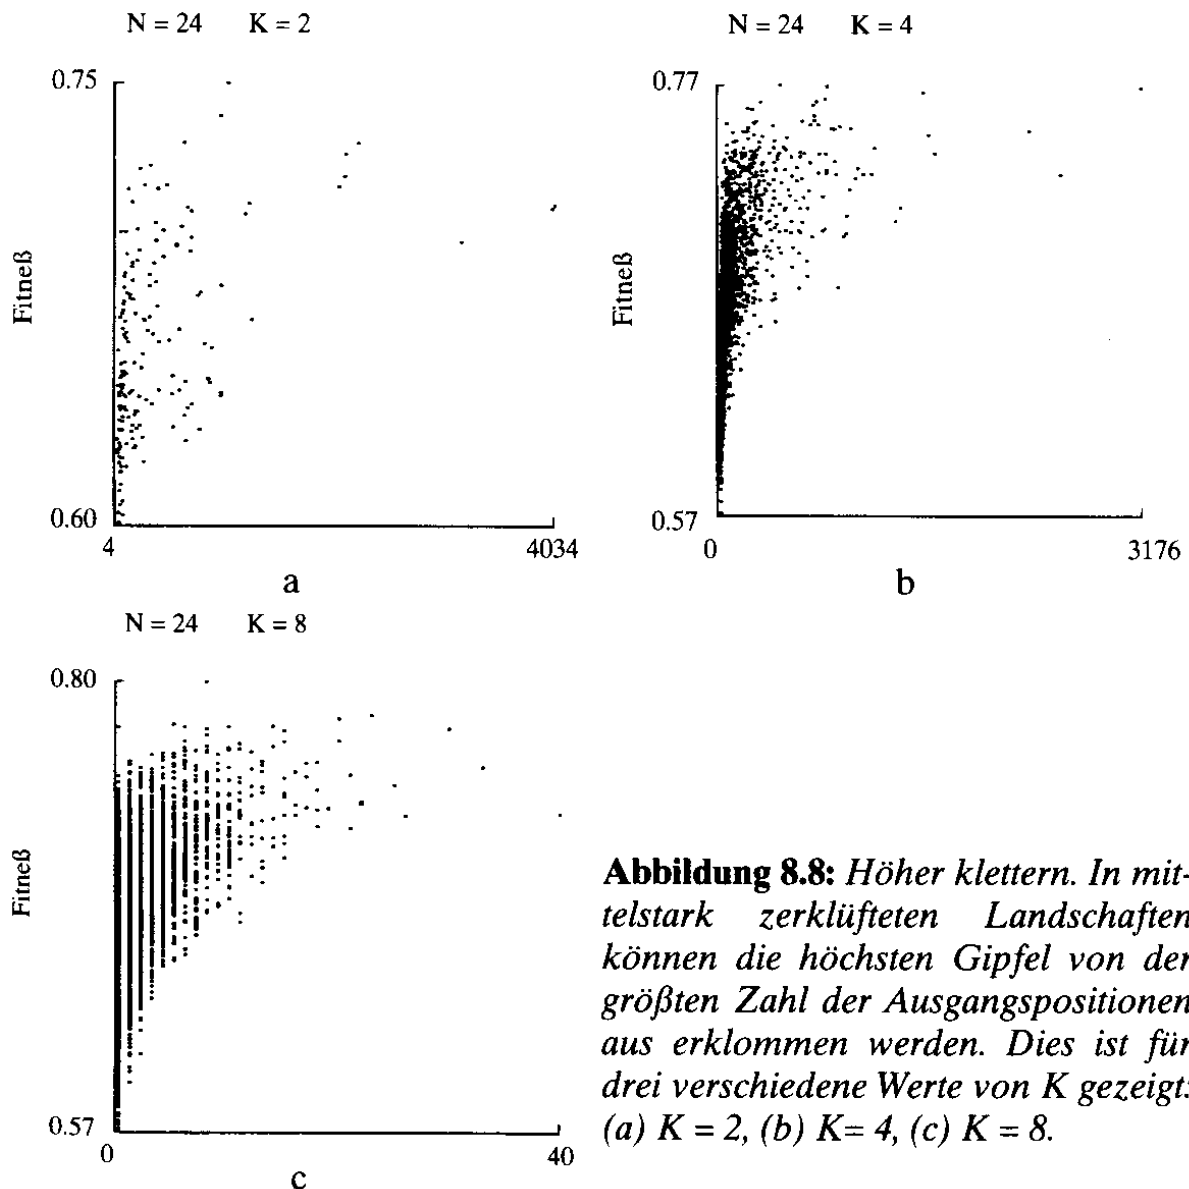 N = 24 K = 2
0.75
Fitneß
0.60
4
4034
a
N = 24 K = 4
0.77
Fitneß
0.57
0
3176
b
N = 24 K = 8
0.80
Fitneß
0.57
0
40
c
Abbildung 8.8: Höher klettern. In mit-
telstark zerklüfteten Landschaften
können die höchsten Gipfel von der
größten Zahl der Ausgangspositionen
aus erklommen werden. Dies ist für
drei verschiedene Werte von K gezeigt:
(a) K = 2, (b) K= 4, (c) K = 8.